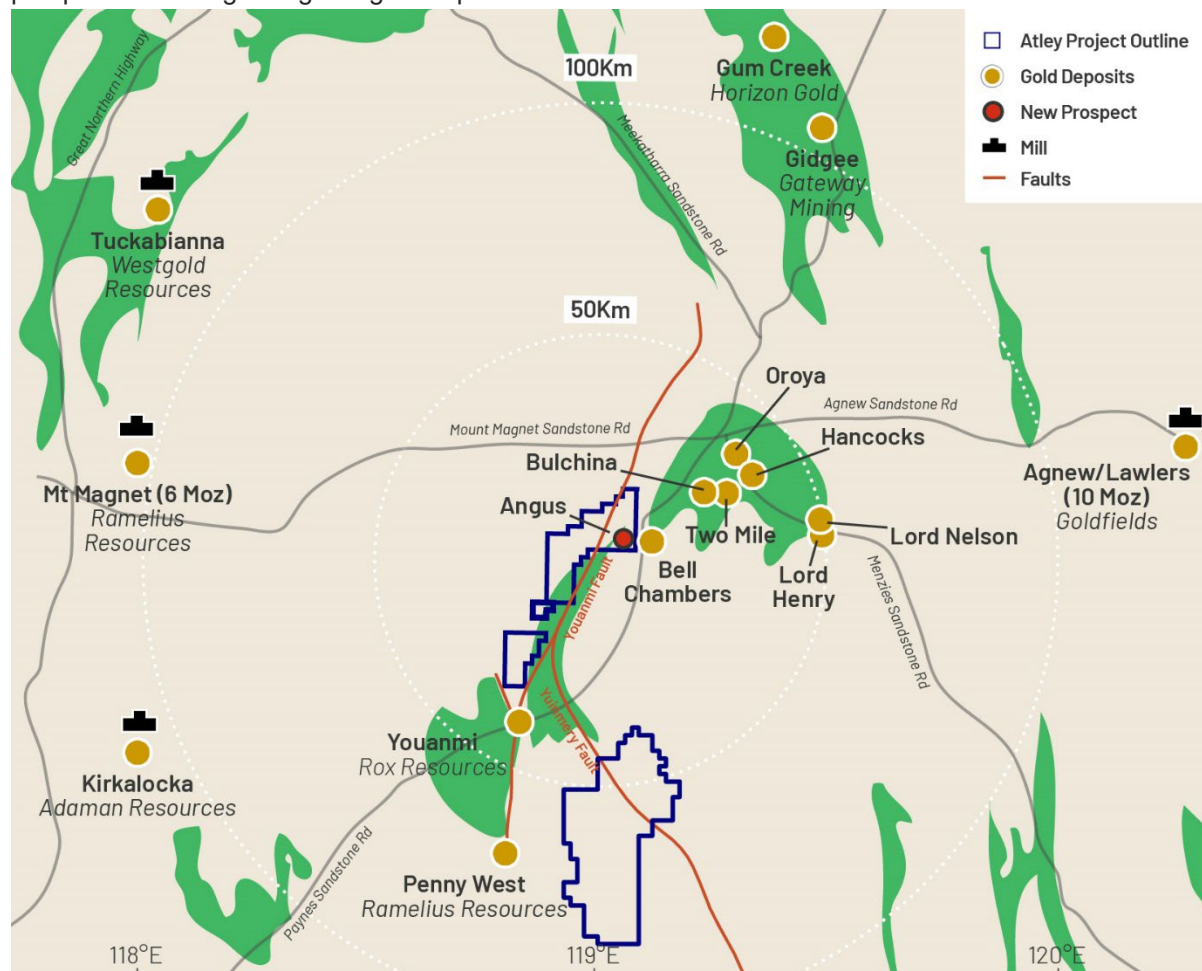 Great Northern Highway
100Km
Gum Creek
Horizon Gold
Atley Project Outline
Gold Deposits
New Prospect
Mill
Faults
Meekatharra Sandstone Rd
Gidgee
Gateway
Mining
Tuckabianna
Westgold
Resources
50Km
Oroya
Agnew Sandstone Rd
Mount Magnet Sandstone Rd
Hancocks
Bulchina
Mt Magnet (6 Moz)
Ramelius
Resources
Agnew/Lawlers
(10 Moz)
Goldfields
Angus
Two Mile
Lord Nelson
Bell
Chambers
Lord
Henry
Youanmi Fault
Menzies Sandstone Rd
Yuinmery Fault
Youanmi
Rox Resources
Kirkalocka
Adaman Resources
Paynes Sandstone Rd
Penny West
Ramelius Resources
118°E
119°E
120°E